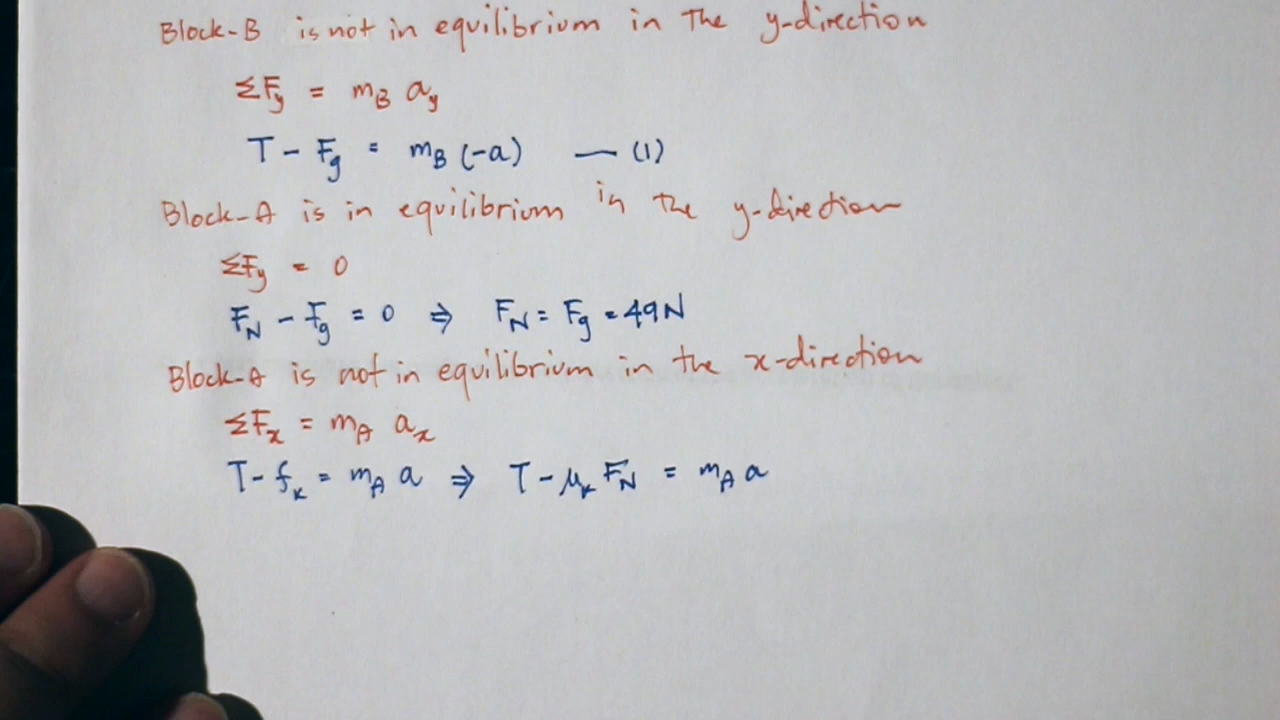 Block-B is not in equilibrium in The y-direction
ΣFy = mB ay
T - Fg = mB (-a) — (1)
Block-A is in equilibrium in The y-direction
ΣFy = 0
FN - Fg = 0 ⇒ FN = Fg = 49N
Block-A is not in equilibrium in the x-direction
ΣFx = mA ax
T - fk = mA a ⇒ T - μk FN = mA a